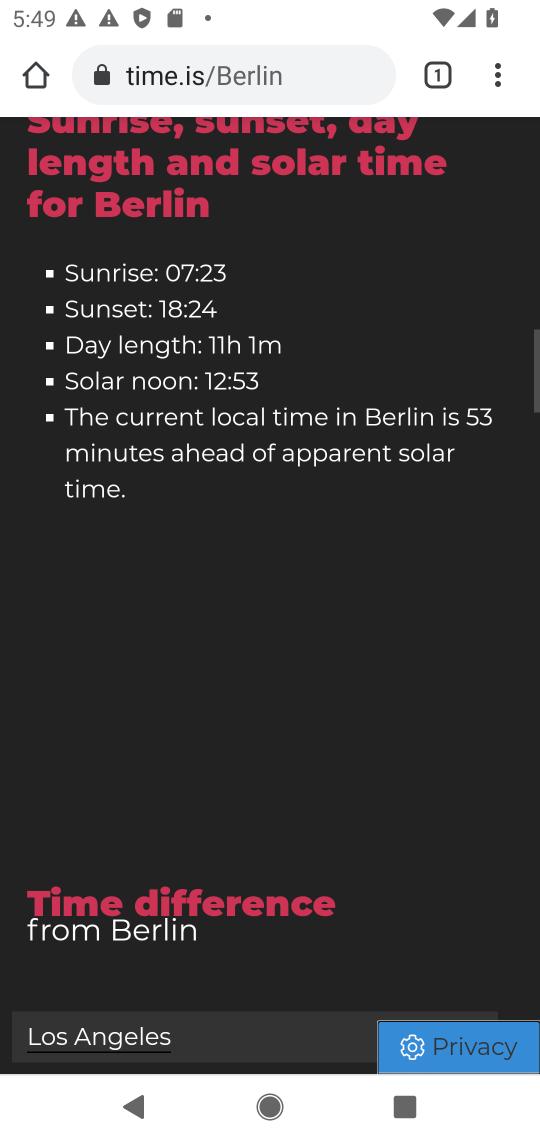 5:49
time.is/Berlin
1
Sunrise, sunset, day
length and solar time
for Berlin
Sunrise: 07:23
Sunset: 18:24
Day length: 11h 1m
Solar noon: 12:53
The current local time in Berlin is 53
minutes ahead of apparent solar
time.
Time difference
from Berlin
Los Angeles
Privacy